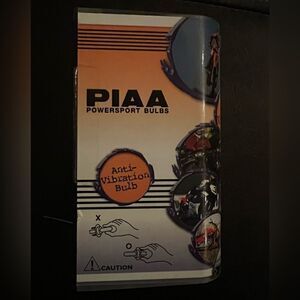 PIAA
POWERSPORT BULBS
Anti-
Vibration
Bulb
X
O
CAUTION